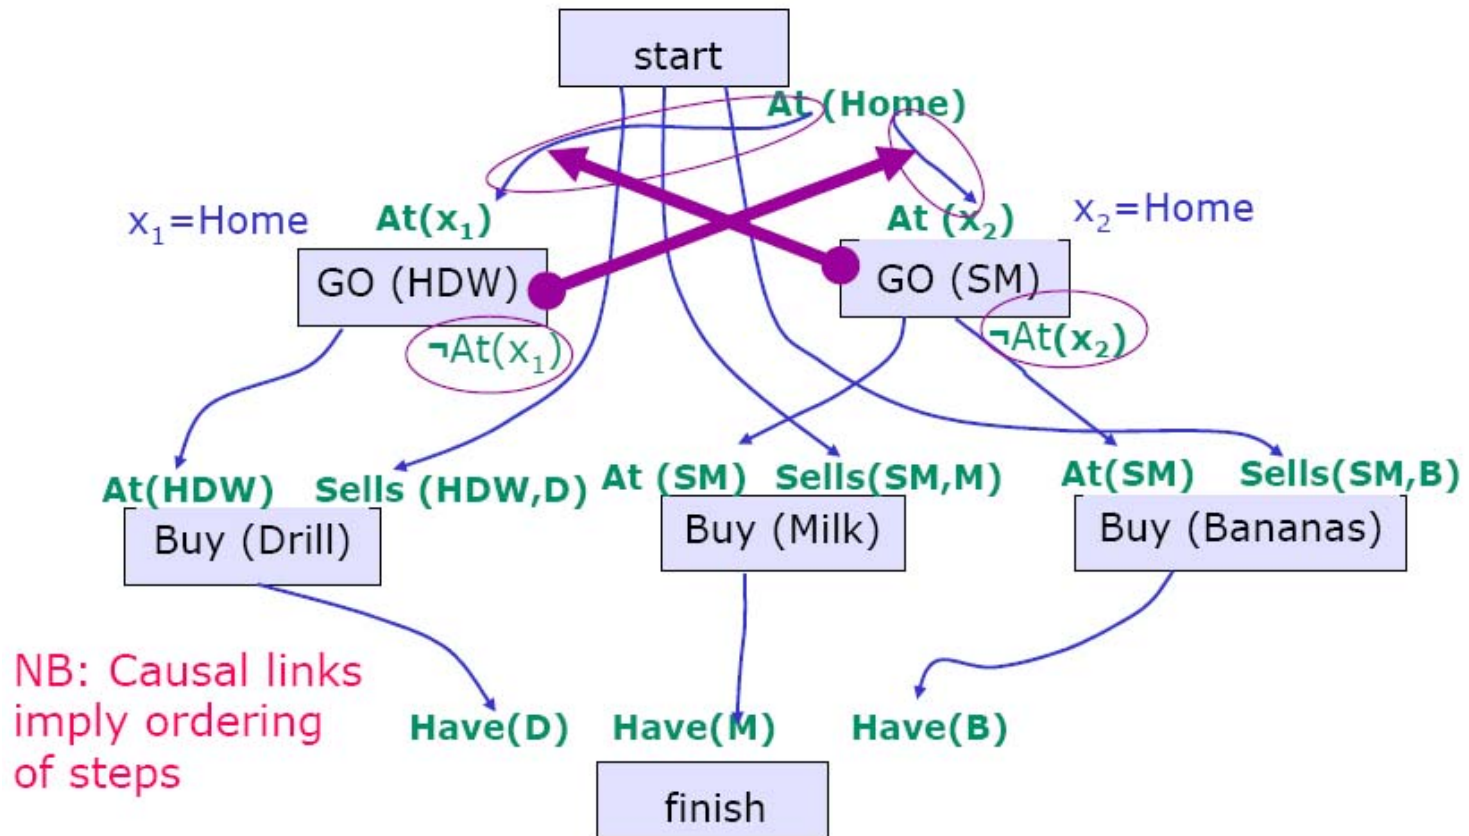 start
At (Home)
x₁=Home
At(x₁)
At (x₂)
x₂=Home
GO (HDW)
GO (SM)
¬At(x₁)
¬At(x₂)
At(HDW)
Sells (HDW,D)
At (SM)
Sells(SM,M)
At(SM)
Sells(SM,B)
Buy (Drill)
Buy (Milk)
Buy (Bananas)
NB: Causal links
imply ordering
of steps
Have(D)
Have(M)
Have(B)
finish